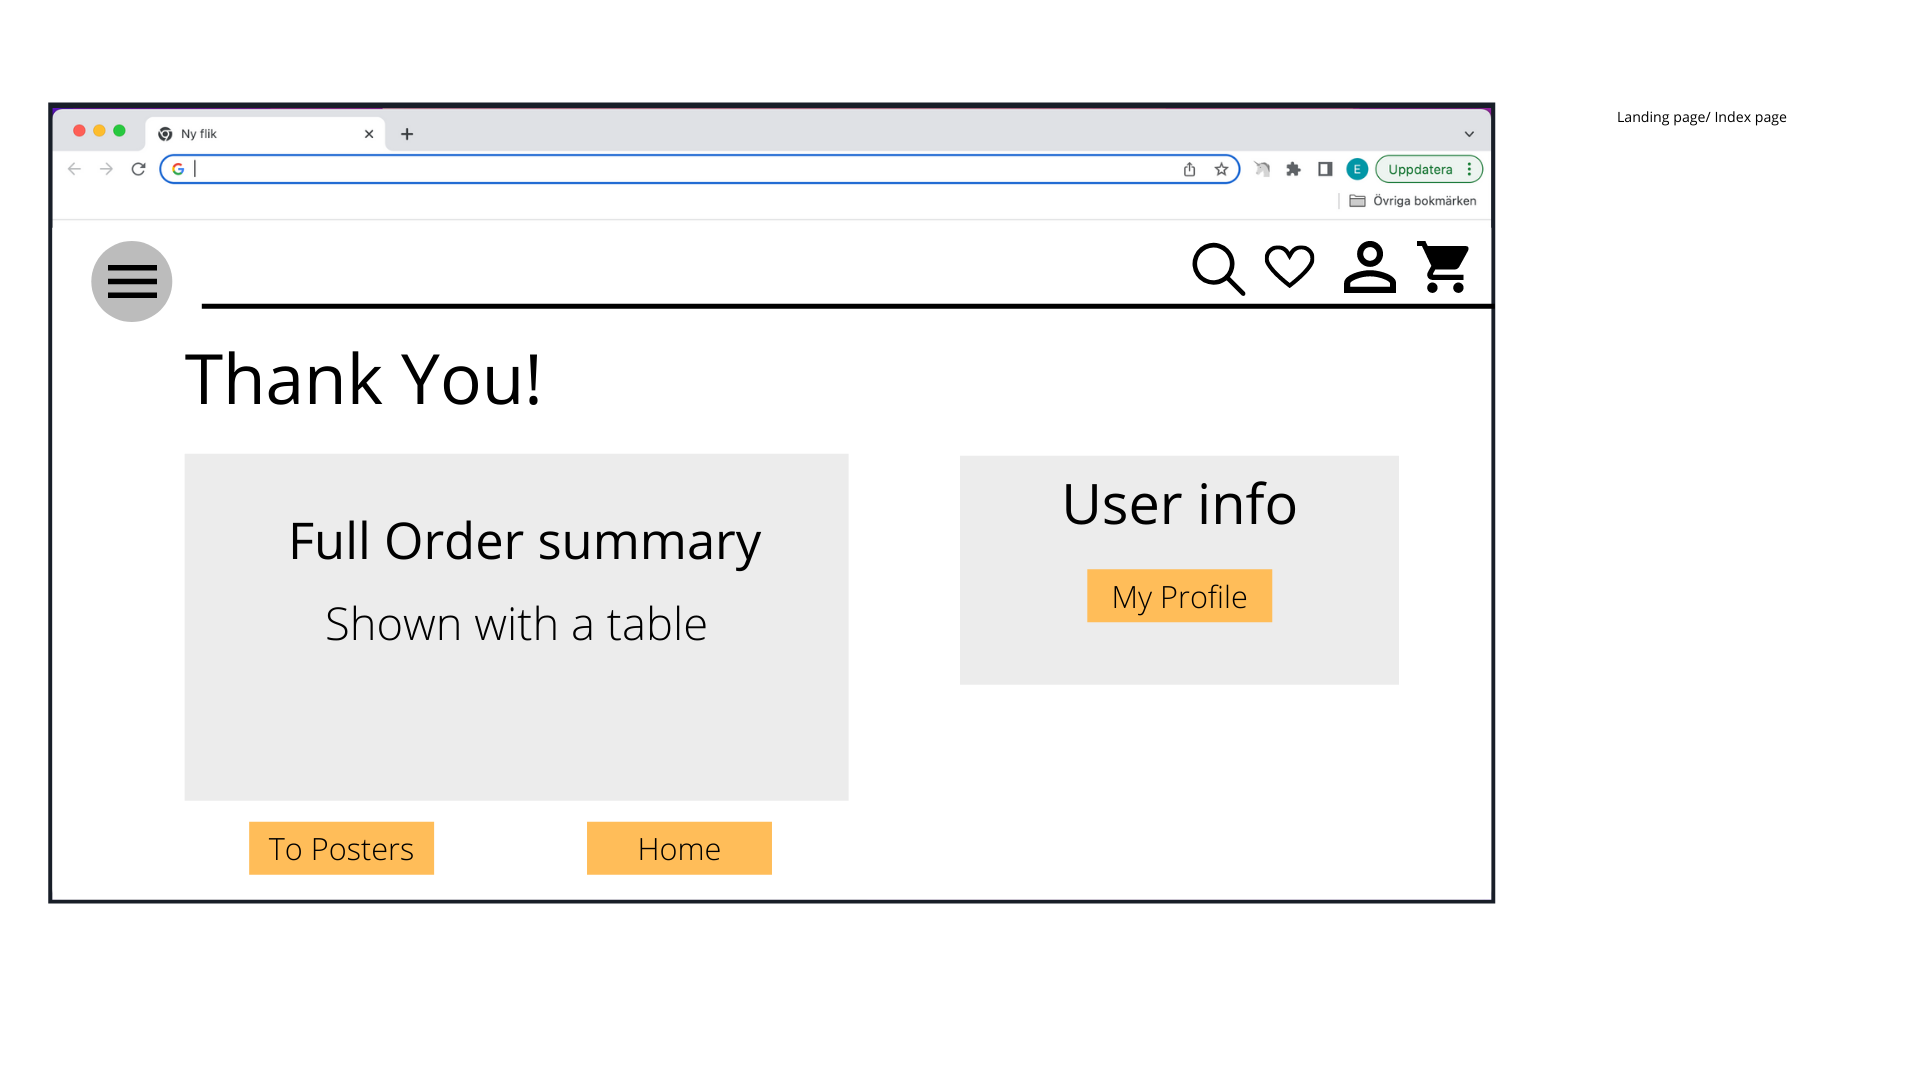 Ny flik
Landing page/ Index page
G
E
Uppdatera
Övriga bokmärken
Thank You!
Full Order summary
Shown with a table
User info
My Profile
To Posters
Home